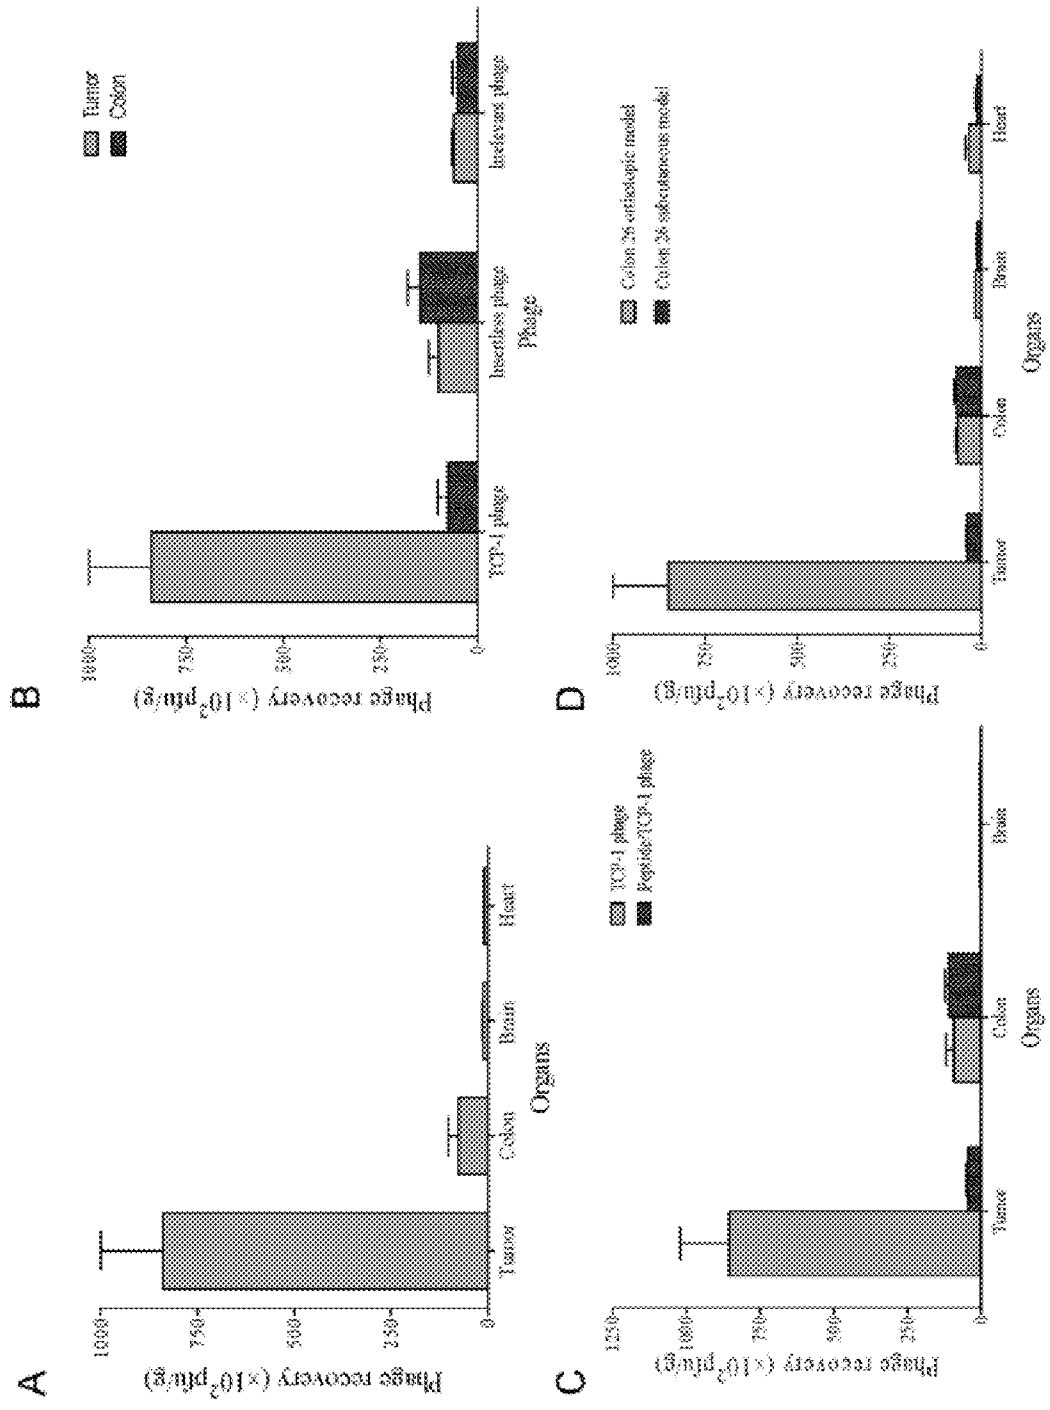 A
Phage recovery (×10²pfu/g)
1000
750
500
250
0
Tumor
Colon
Brain
Heart
Organs
B
Phage recovery (×10²pfu/g)
1000
750
500
250
0
Tumor
Colon
TCP-1 phage
Insertless phage
Irrelevant phage
Phage
C
Phage recovery (×10²pfu/g)
1250
1000
750
500
250
0
TCP-1 phage
Peptide/TCP-1 phage
Tumor
Colon
Brain
Organs
D
Phage recovery (×10²pfu/g)
1000
750
500
250
0
Colon 26 orthotopic model
Colon 26 subcutaneous model
Tumor
Colon
Brain
Heart
Organs